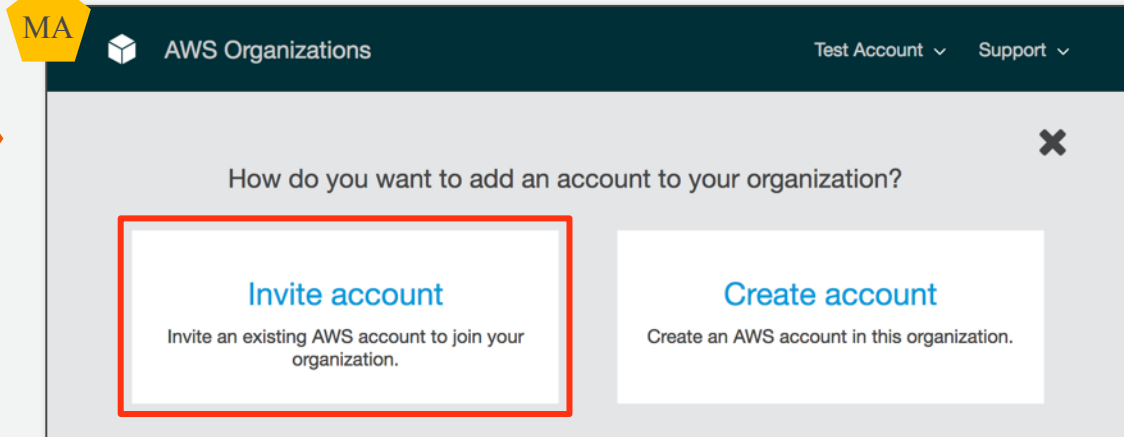 MA
AWS Organizations
Test Account
Support
How do you want to add an account to your organization?
Invite account
Invite an existing AWS account to join your
organization.
Create account
Create an AWS account in this organization.